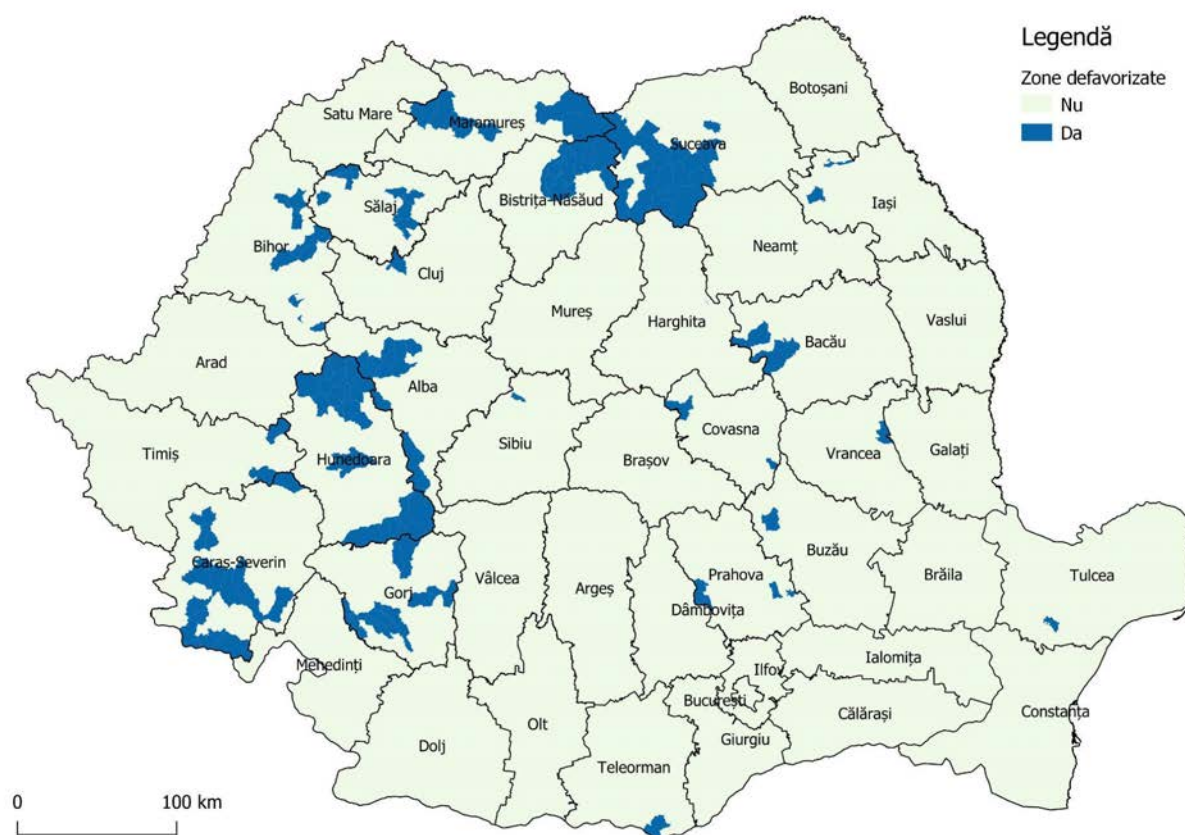 Legendă
Zone defavorizate
Nu
Da
Botoșani
Satu Mare
Maramureș
Suceava
Iași
Bistrița-Năsăud
Sălaj
Bihor
Neamț
Cluj
Mureș
Harghita
Vaslui
Bacău
Arad
Alba
Covasna
Sibiu
Vrancea
Galați
Timiș
Hunedoara
Brașov
Buzău
Caraș-Severin
Prahova
Brăila
Tulcea
Vâlcea
Argeș
Gorj
Dâmbovița
Ialomița
Mehedinți
Ilfov
București
Călărași
Constanța
Olt
Dolj
Giurgiu
Teleorman
0 100 km